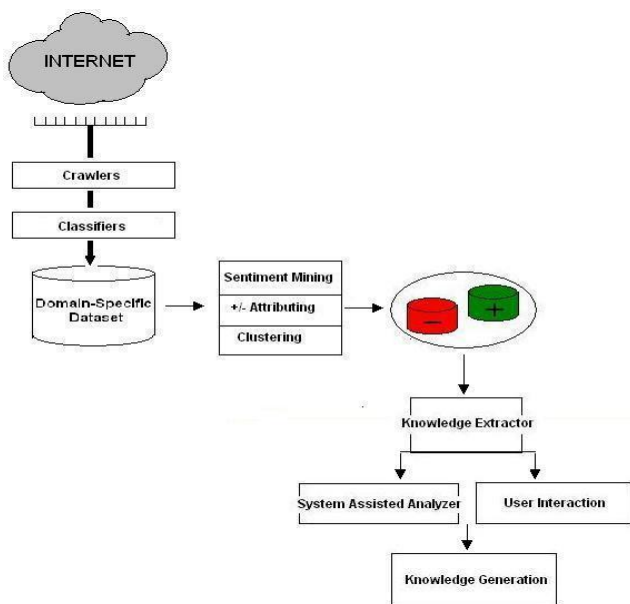 INTERNET
Crawlers
Classifiers
Domain-Specific
Dataset
Sentiment Mining
+/- Attributing
Clustering
−
+
Knowledge Extractor
System Assisted Analyzer
User Interaction
Knowledge Generation